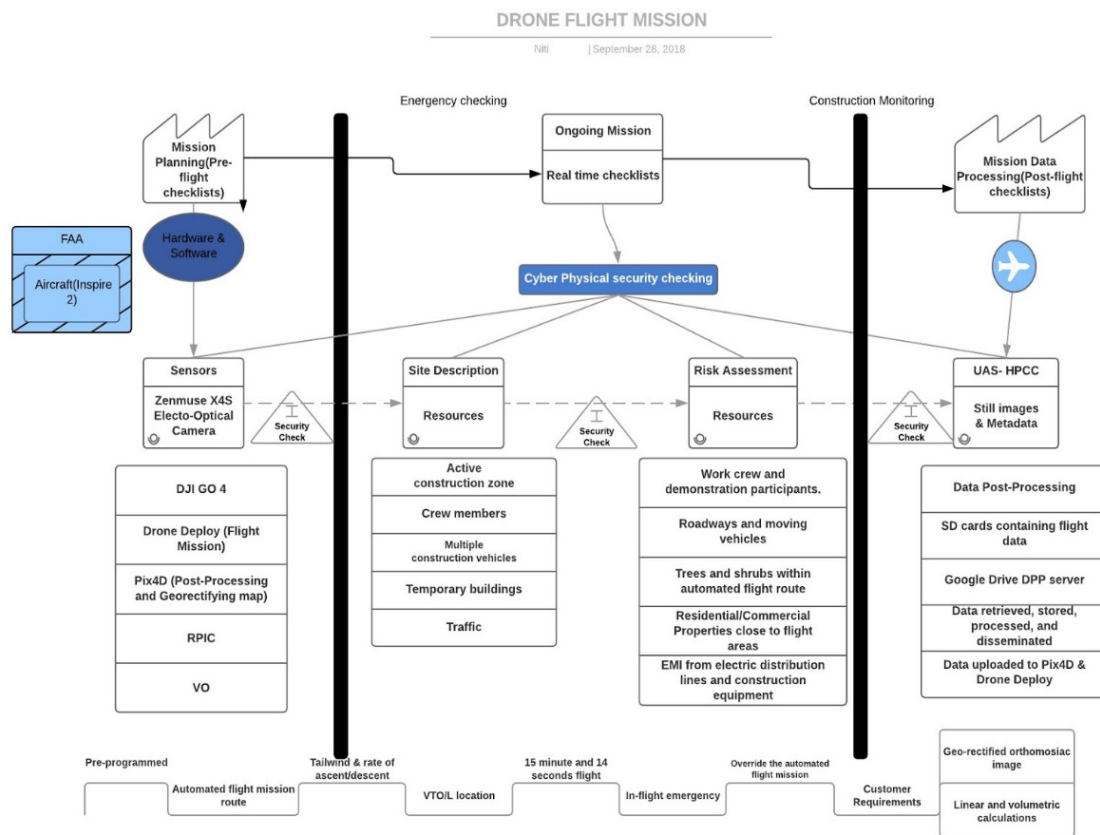 DRONE FLIGHT MISSION
Niti | September 28, 2018
Energency checking
Construction Monitoring
Mission
Planning(Pre-
flight
checklists)
Ongoing Mission
Real time checklists
Mission Data
Processing(Post-flight
checklists)
FAA
Aircraft(Inspire
2)
Hardware &
Software
Cyber Physical security checking
Sensors
Zenmuse X4S
Electo-Optical
Camera
Security
Check
Site Description
Resources
Security
Check
Risk Assessment
Resources
Security
Check
UAS- HPCC
Still images
& Metadata
DJI GO 4
Drone Deploy (Flight
Mission)
Pix4D (Post-Processing
and Georectifying map)
RPIC
VO
Active
construction zone
Crew members
Multiple
construction vehicles
Temporary buildings
Traffic
Work crew and
demonstration participants.
Roadways and moving
vehicles
Trees and shrubs within
automated flight route
Residential/Commercial
Properties close to flight
areas
EMI from electric distribution
lines and construction
equipment
Data Post-Processing
SD cards containing flight
data
Google Drive DPP server
Data retrieved, stored,
processed, and
disseminated
Data uploaded to Pix4D &
Drone Deploy
Pre-programmed
Automated flight mission
route
Tailwind & rate of
ascent/descent
VTO/L location
15 minute and 14
seconds flight
In-flight emergency
Override the automated
flight mission
Customer
Requirements
Geo-rectified orthomosiac
image
Linear and volumetric
calculations